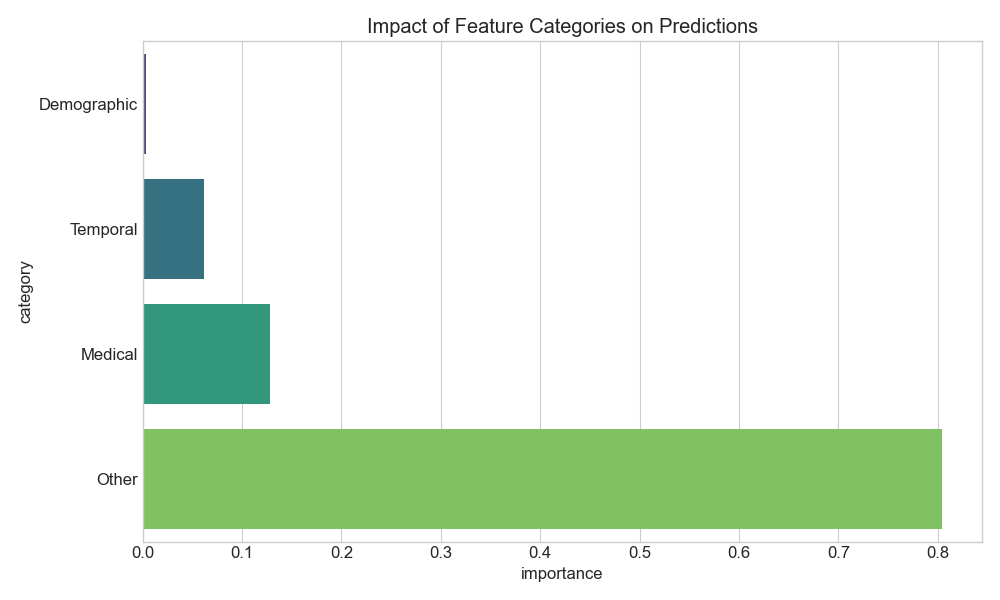 Impact of Feature Categories on Predictions
category
Demographic
Temporal
Medical
Other
0.0 0.1 0.2 0.3 0.4 0.5 0.6 0.7 0.8
importance